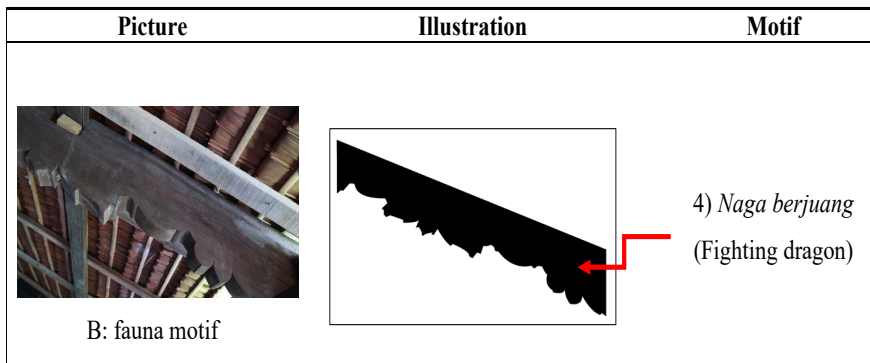 Picture Illustration Motif
4) Naga berjuang
(Fighting dragon)
B: fauna motif